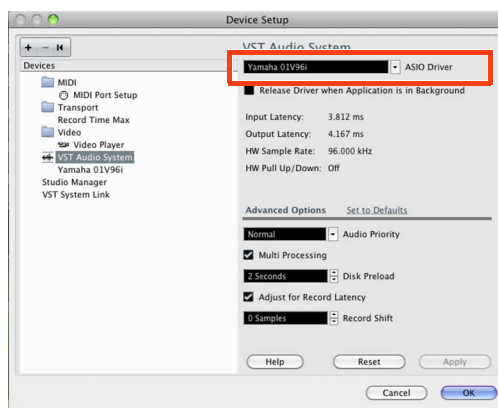 Device Setup
Devices
MIDI
MIDI Port Setup
Transport
Record Time Max
Video
Video Player
VST Audio System
Yamaha 01V96i
Studio Manager
VST System Link
VST Audio System
Yamaha 01V96i ASIO Driver
Release Driver when Application is in Background
Input Latency: 3.812 ms
Output Latency: 4.167 ms
HW Sample Rate: 96.000 kHz
HW Pull Up/Down: Off
Advanced Options Set to Defaults
Normal Audio Priority
Multi Processing
2 Seconds Disk Preload
Adjust for Record Latency
0 Samples Record Shift
Help Reset Apply
Cancel OK